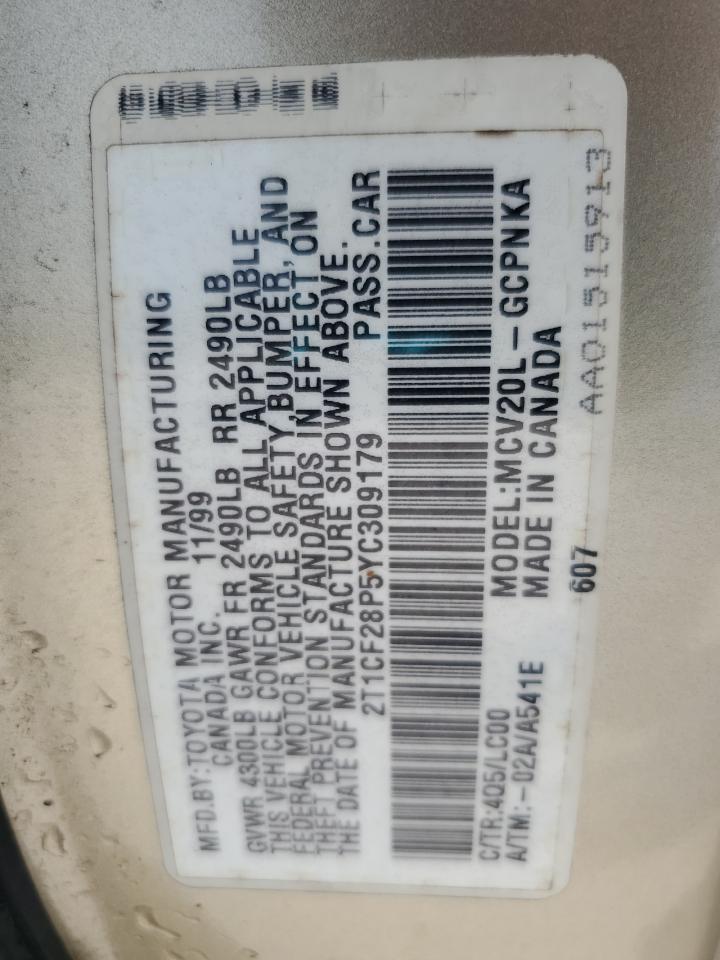 MFD.BY:TOYOTA MOTOR MANUFACTURING
CANADA INC. 11/99
GVWR 4300LB GAWR FR 2490LB RR 2490LB
THIS VEHICLE CONFORMS TO ALL APPLICABLE
FEDERAL MOTOR VEHICLE SAFETY,BUMPER, AND
THEFT PREVENTION STANDARDS IN EFFECT ON
THE DATE OF MANUFACTURE SHOWN ABOVE.
2T1CF28P5YC309179 PASS.CAR
C/TR:4Q5/LC00 MODEL:MCV20L-GCPNKA
A/TM:-02A/A541E MADE IN CANADA
607
AA01515913